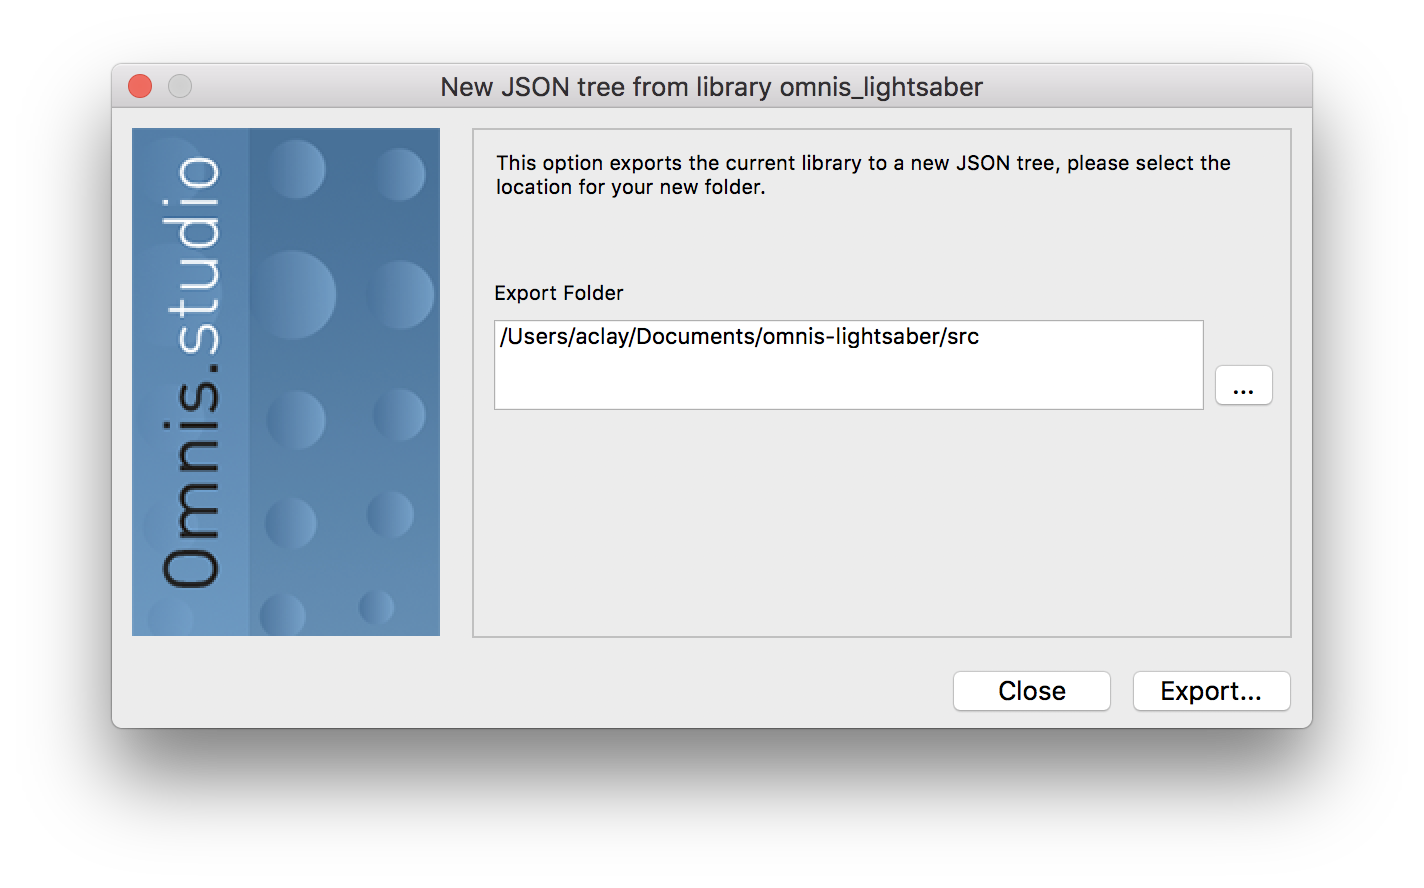 New JSON tree from library omnis_lightsaber
Omnis.studio
This option exports the current library to a new JSON tree, please select the
location for your new folder.
Export Folder
/Users/aclay/Documents/omnis-lightsaber/src
...
Close
Export...